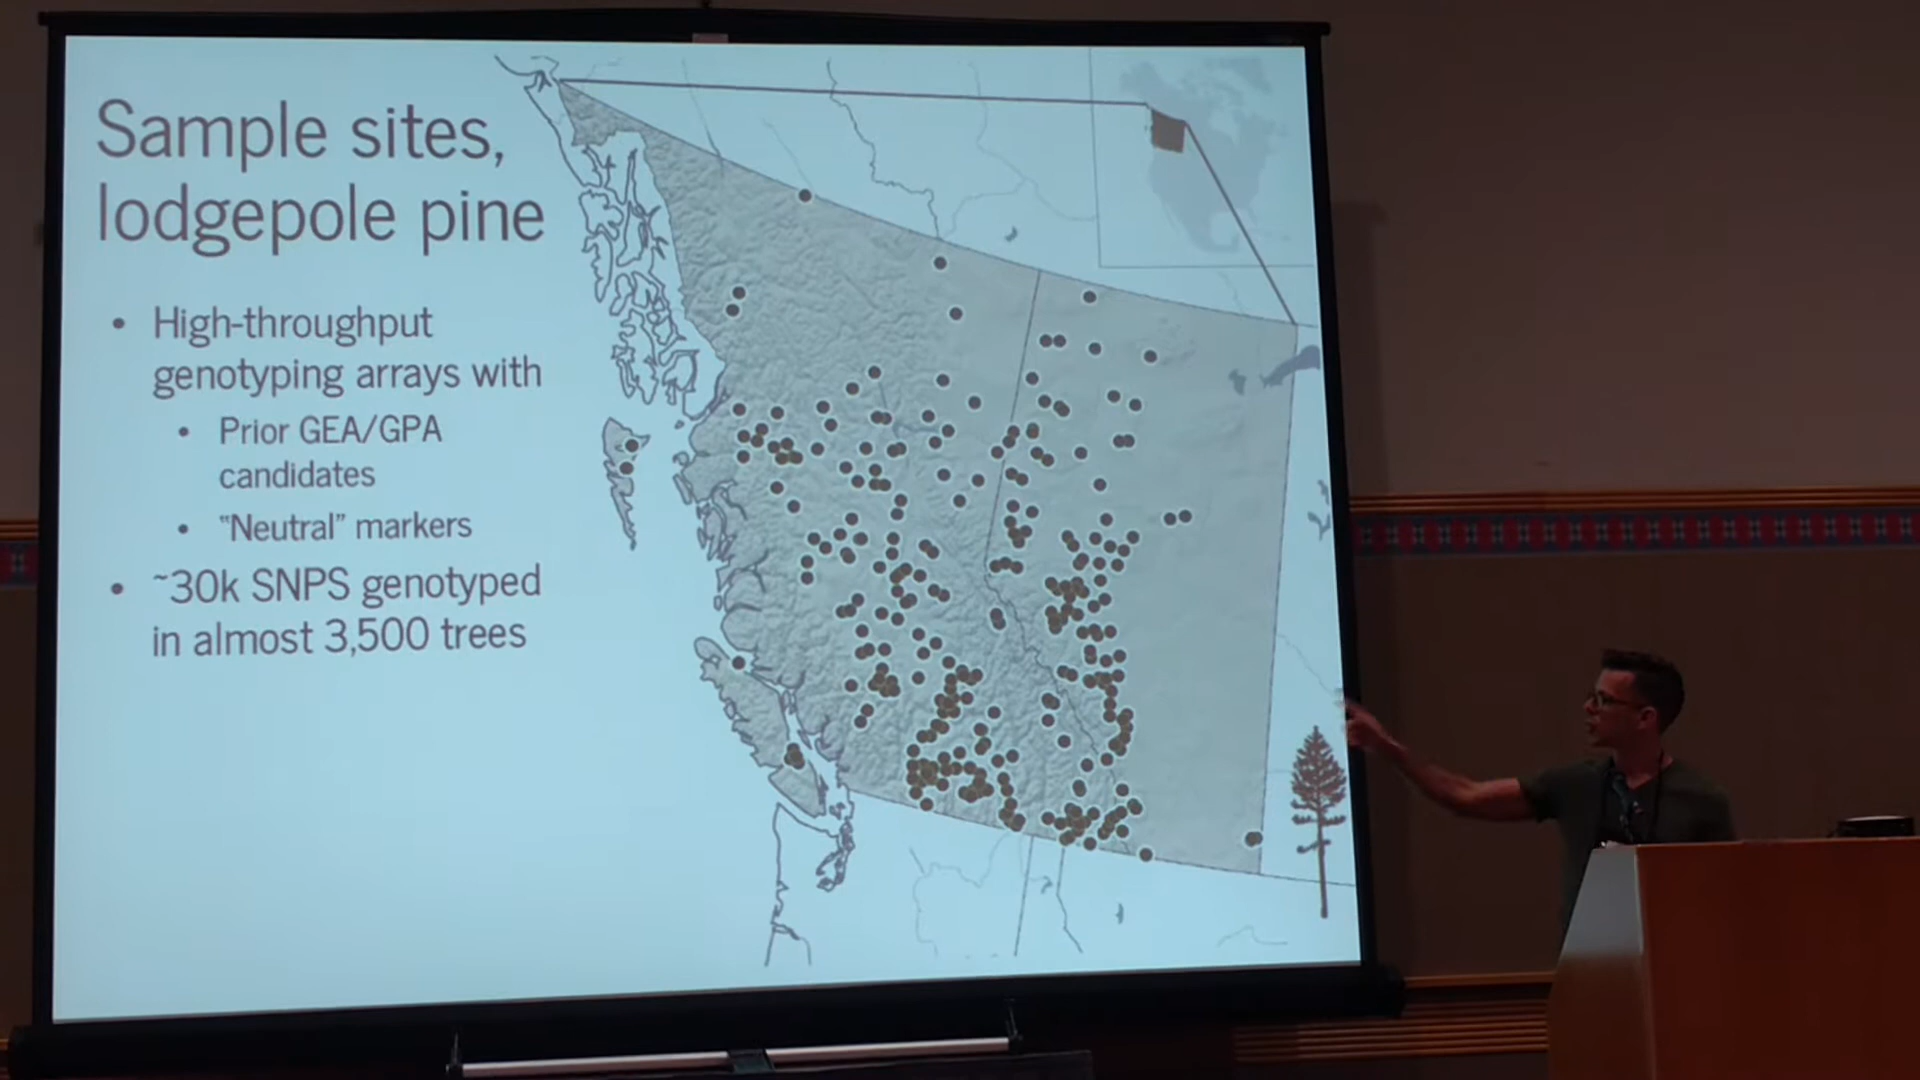 Sample sites,
lodgepole pine
• High-throughput
genotyping arrays with
• Prior GEA/GPA
candidates
• "Neutral" markers
• ~30k SNPS genotyped
in almost 3,500 trees